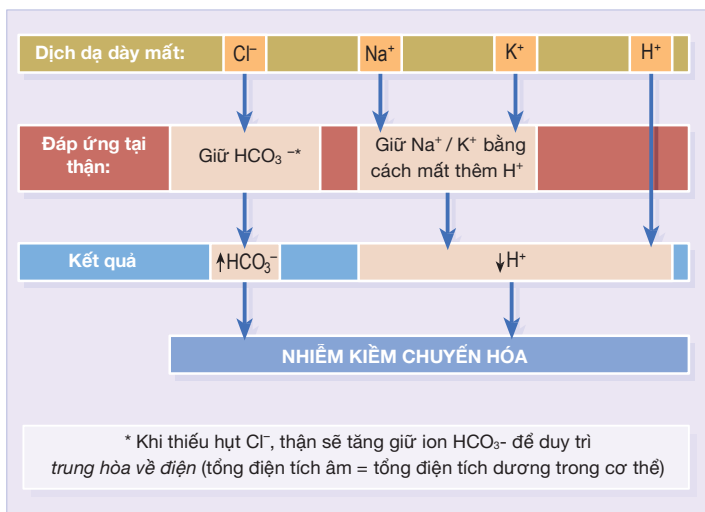 Dịch dạ dày mất: Cl⁻ Na⁺ K⁺ H⁺
Đáp ứng tại
thận:
Giữ HCO₃ ⁻*
Giữ Na⁺ / K⁺ bằng
cách mất thêm H⁺
Kết quả ↑HCO₃⁻ ↓H⁺
NHIỄM KIỀM CHUYẾN HÓA
* Khi thiếu hụt Cl⁻, thận sẽ tăng giữ ion HCO₃- để duy trì
trung hòa về điện (tổng điện tích âm = tổng điện tích dương trong cơ thể)